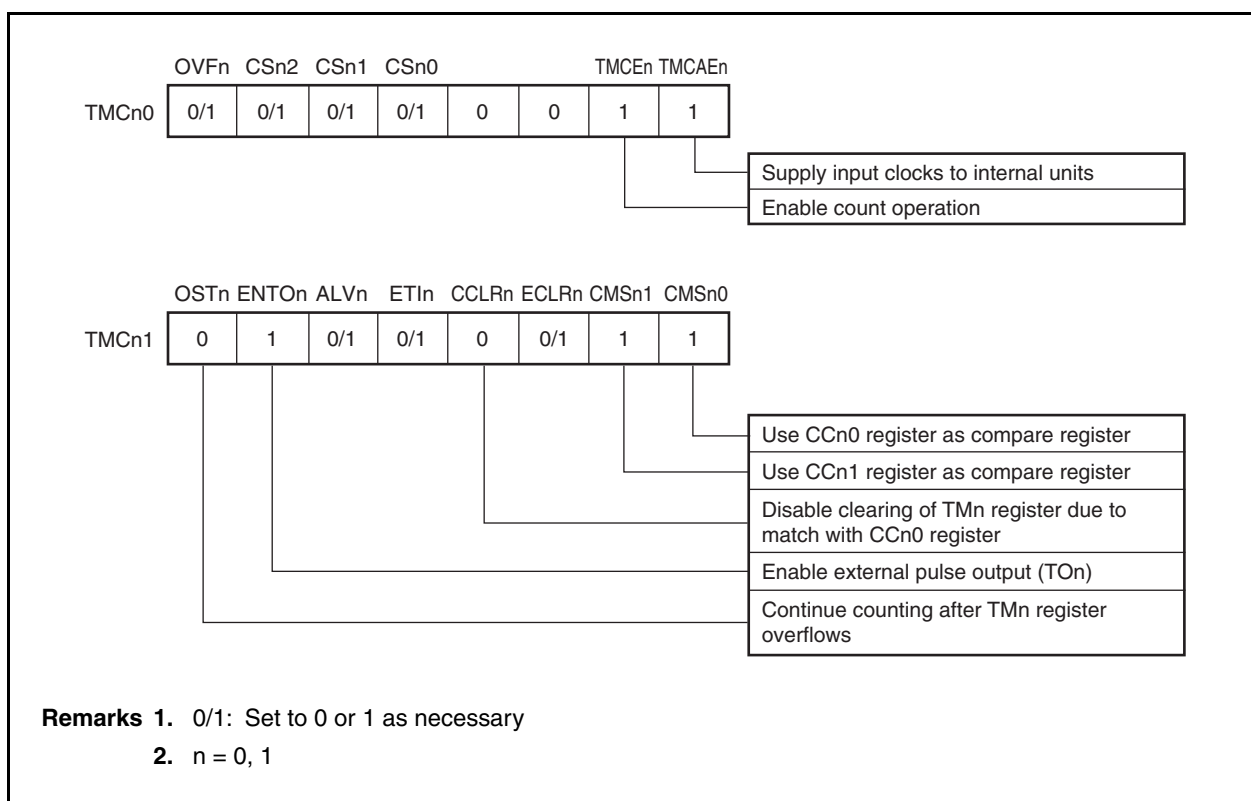 OVFn CSn2 CSn1 CSn0 TMCEn TMCAEn
TMCn0 0/1 0/1 0/1 0/1 0 0 1 1
Supply input clocks to internal units
Enable count operation
OSTn ENTOn ALVn ETIn CCLRn ECLRn CMSn1 CMSn0
TMCn1 0 1 0/1 0/1 0 0/1 1 1
Use CCn0 register as compare register
Use CCn1 register as compare register
Disable clearing of TMn register due to
match with CCn0 register
Enable external pulse output (TOn)
Continue counting after TMn register
overflows
Remarks 1. 0/1: Set to 0 or 1 as necessary
2. n = 0, 1